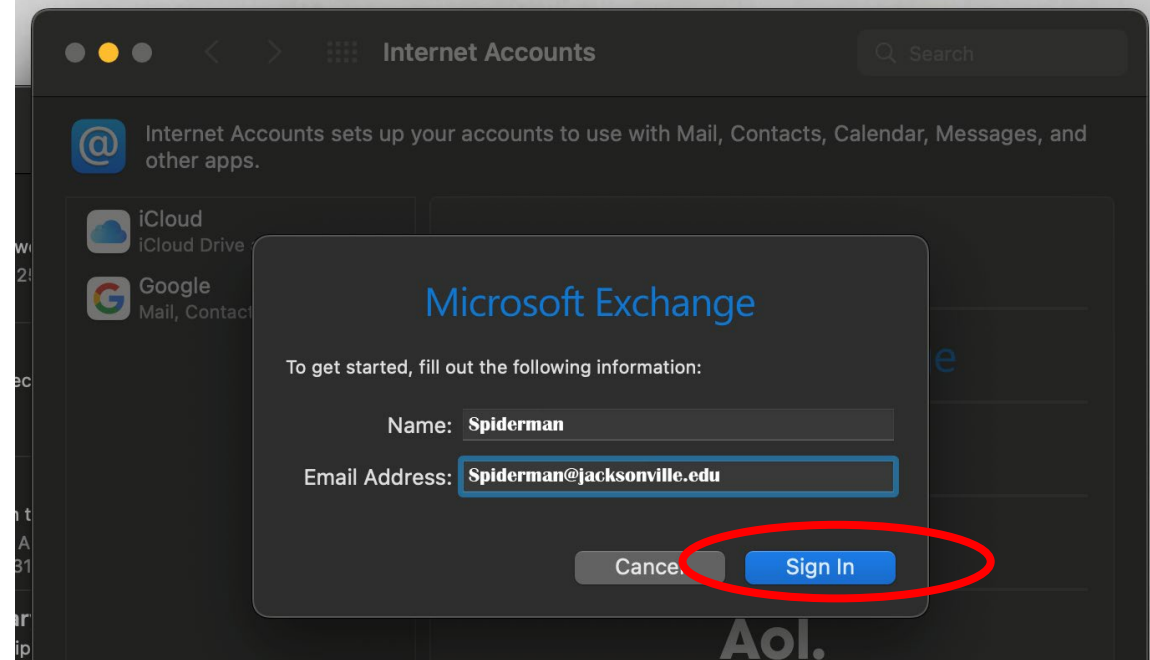 Internet Accounts
Search
Internet Accounts sets up your accounts to use with Mail, Contacts, Calendar, Messages, and
other apps.
iCloud
iCloud Drive
Google
Mail, Contact
Microsoft Exchange
To get started, fill out the following information:
Name: Spiderman
Email Address: Spiderman@jacksonville.edu
Cancel Sign In
Aol.